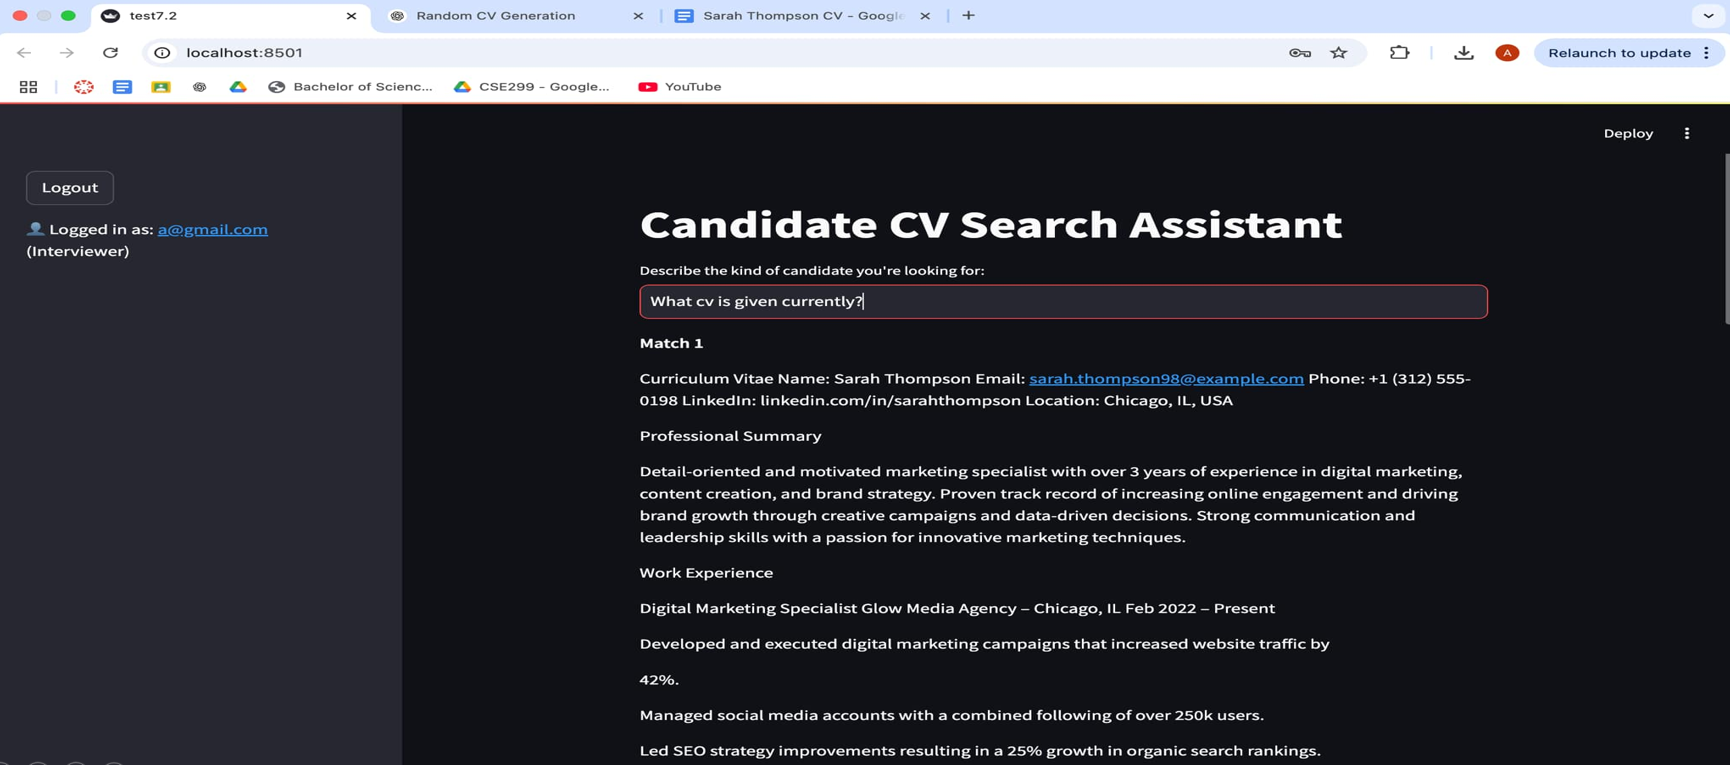 test7.2
Random CV Generation
Sarah Thompson CV - Google
localhost:8501
A
Relaunch to update
Bachelor of Scienc...
CSE299 - Google...
YouTube
Deploy
Logout
Logged in as: a@gmail.com
(Interviewer)
Candidate CV Search Assistant
Describe the kind of candidate you're looking for:
What cv is given currently?
Match 1
Curriculum Vitae Name: Sarah Thompson Email: sarah.thompson98@example.com Phone: +1 (312) 555-
0198 LinkedIn: linkedin.com/in/sarahthompson Location: Chicago, IL, USA
Professional Summary
Detail-oriented and motivated marketing specialist with over 3 years of experience in digital marketing,
content creation, and brand strategy. Proven track record of increasing online engagement and driving
brand growth through creative campaigns and data-driven decisions. Strong communication and
leadership skills with a passion for innovative marketing techniques.
Work Experience
Digital Marketing Specialist Glow Media Agency – Chicago, IL Feb 2022 – Present
Developed and executed digital marketing campaigns that increased website traffic by
42%.
Managed social media accounts with a combined following of over 250k users.
Led SEO strategy improvements resulting in a 25% growth in organic search rankings.